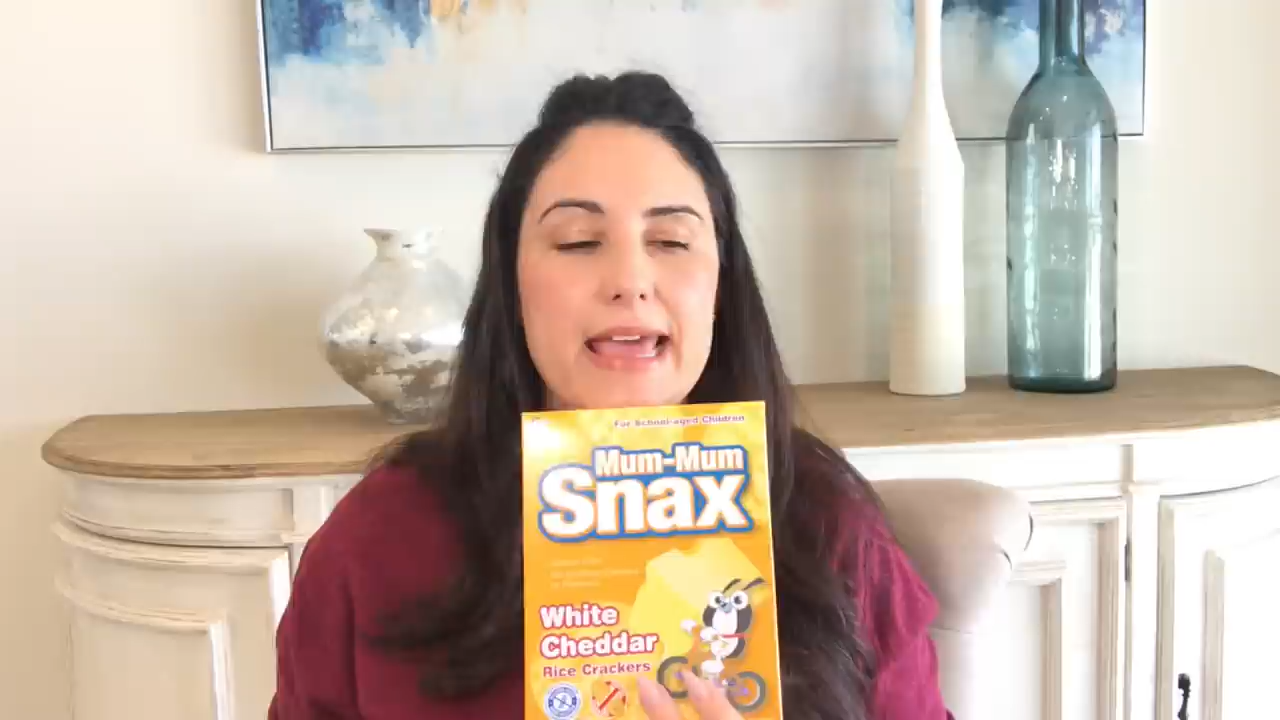 For School-aged Children
Mum-Mum
Snax
White
Cheddar
Rice Crackers